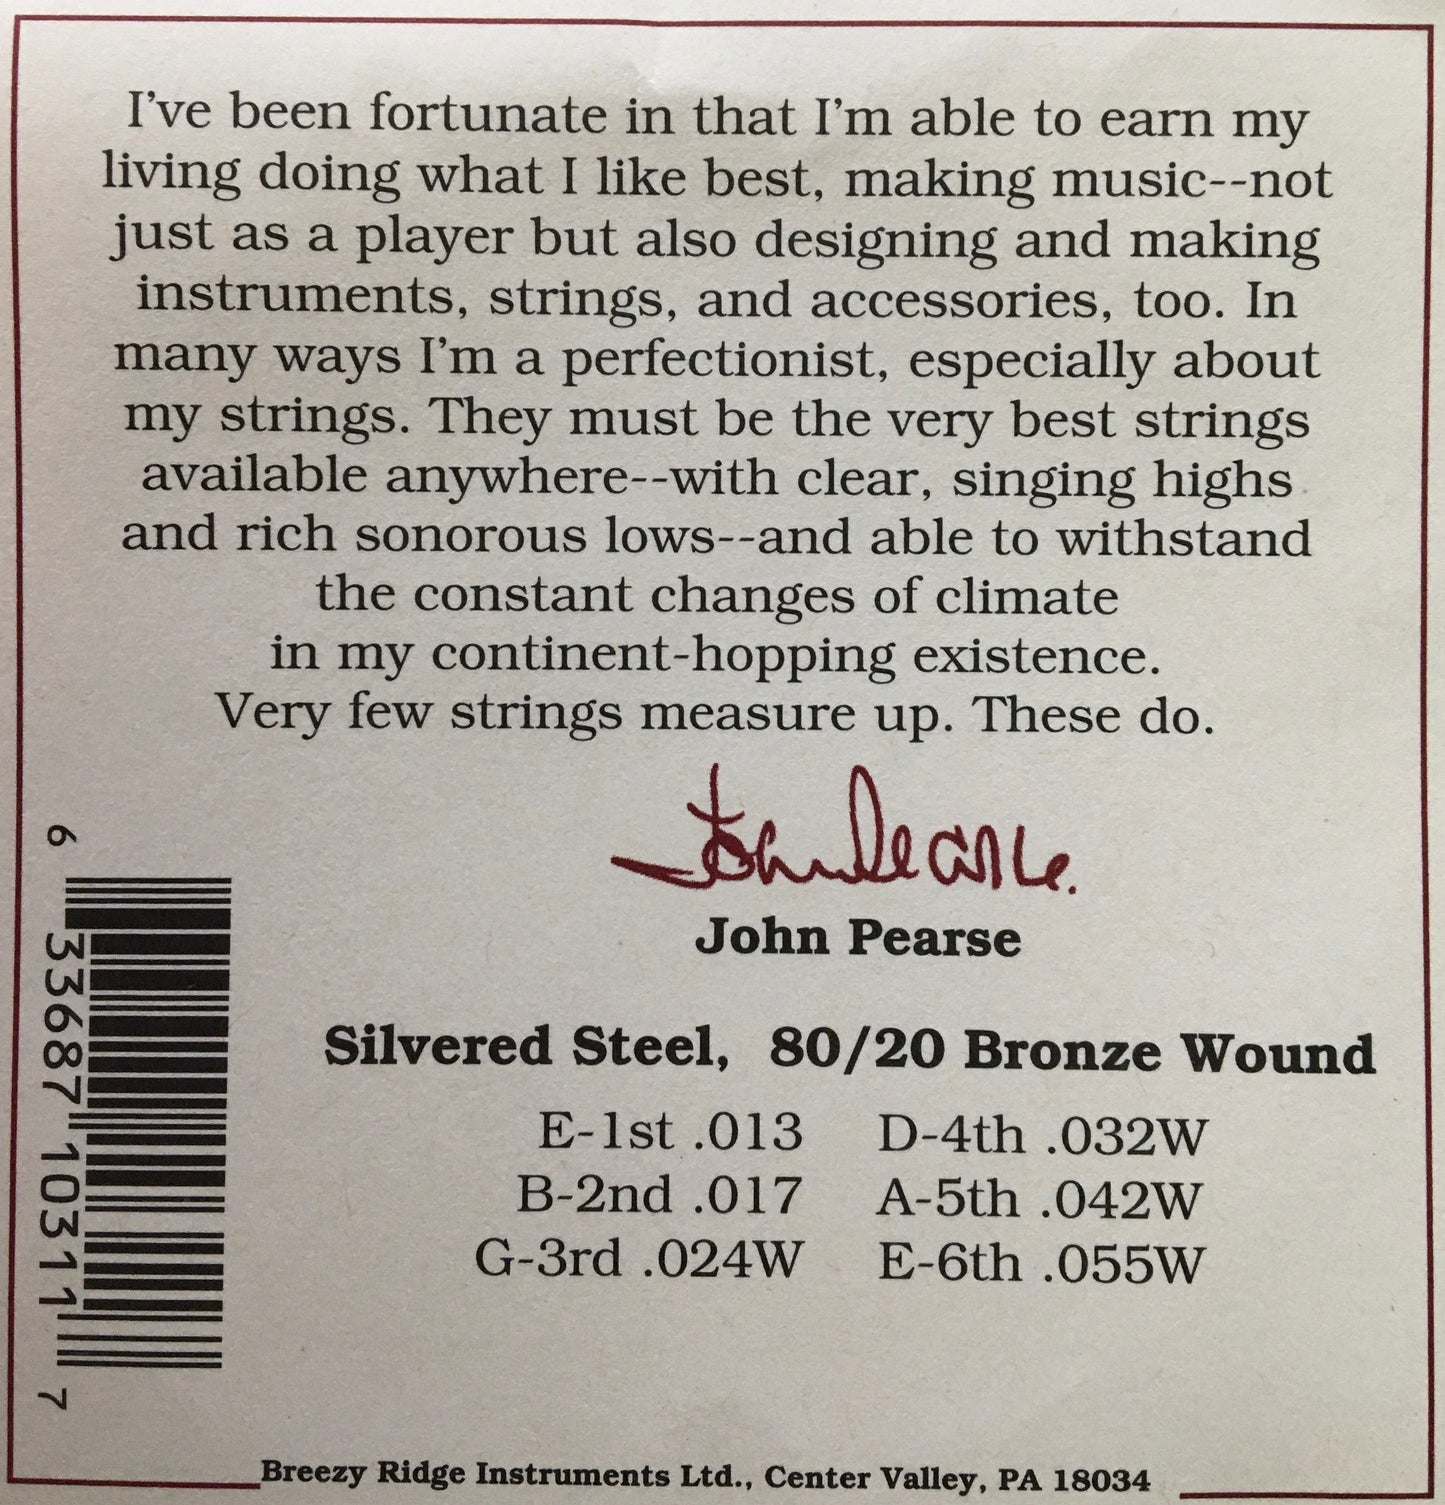 I've been fortunate in that I'm able to earn my
living doing what I like best, making music--not
just as a player but also designing and making
instruments, strings, and accessories, too. In
many ways I'm a perfectionist, especially about
my strings. They must be the very best strings
available anywhere--with clear, singing highs
and rich sonorous lows--and able to withstand
the constant changes of climate
in my continent-hopping existence.
Very few strings measure up. These do.
John Pearse.
John Pearse
Silvered Steel, 80/20 Bronze Wound
E-1st .013 D-4th .032W
B-2nd .017 A-5th .042W
G-3rd .024W E-6th .055W
6 33687 10311 7
Breezy Ridge Instruments Ltd., Center Valley, PA 18034